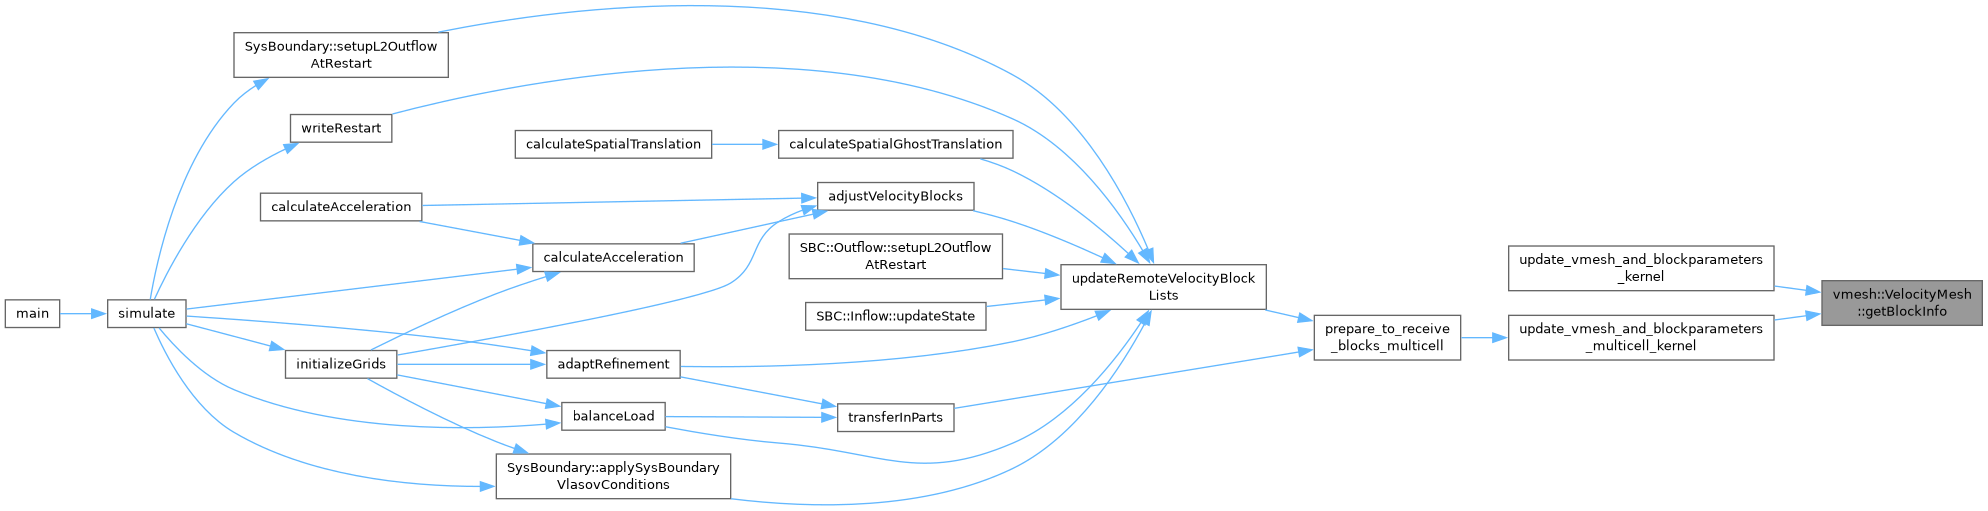 SysBoundary::setupL2Outflow
AtRestart
writeRestart
calculateSpatialTranslation
calculateSpatialGhostTranslation
calculateAcceleration
adjustVelocityBlocks
calculateAcceleration
SBC::Outflow::setupL2Outflow
AtRestart
updateRemoteVelocityBlock
Lists
update_vmesh_and_blockparameters
_kernel
vmesh::VelocityMesh
::getBlockInfo
main
simulate
SBC::Inflow::updateState
prepare_to_receive
_blocks_multicell
update_vmesh_and_blockparameters
_multicell_kernel
initializeGrids
adaptRefinement
balanceLoad
transferInParts
SysBoundary::applySysBoundary
VlasovConditions